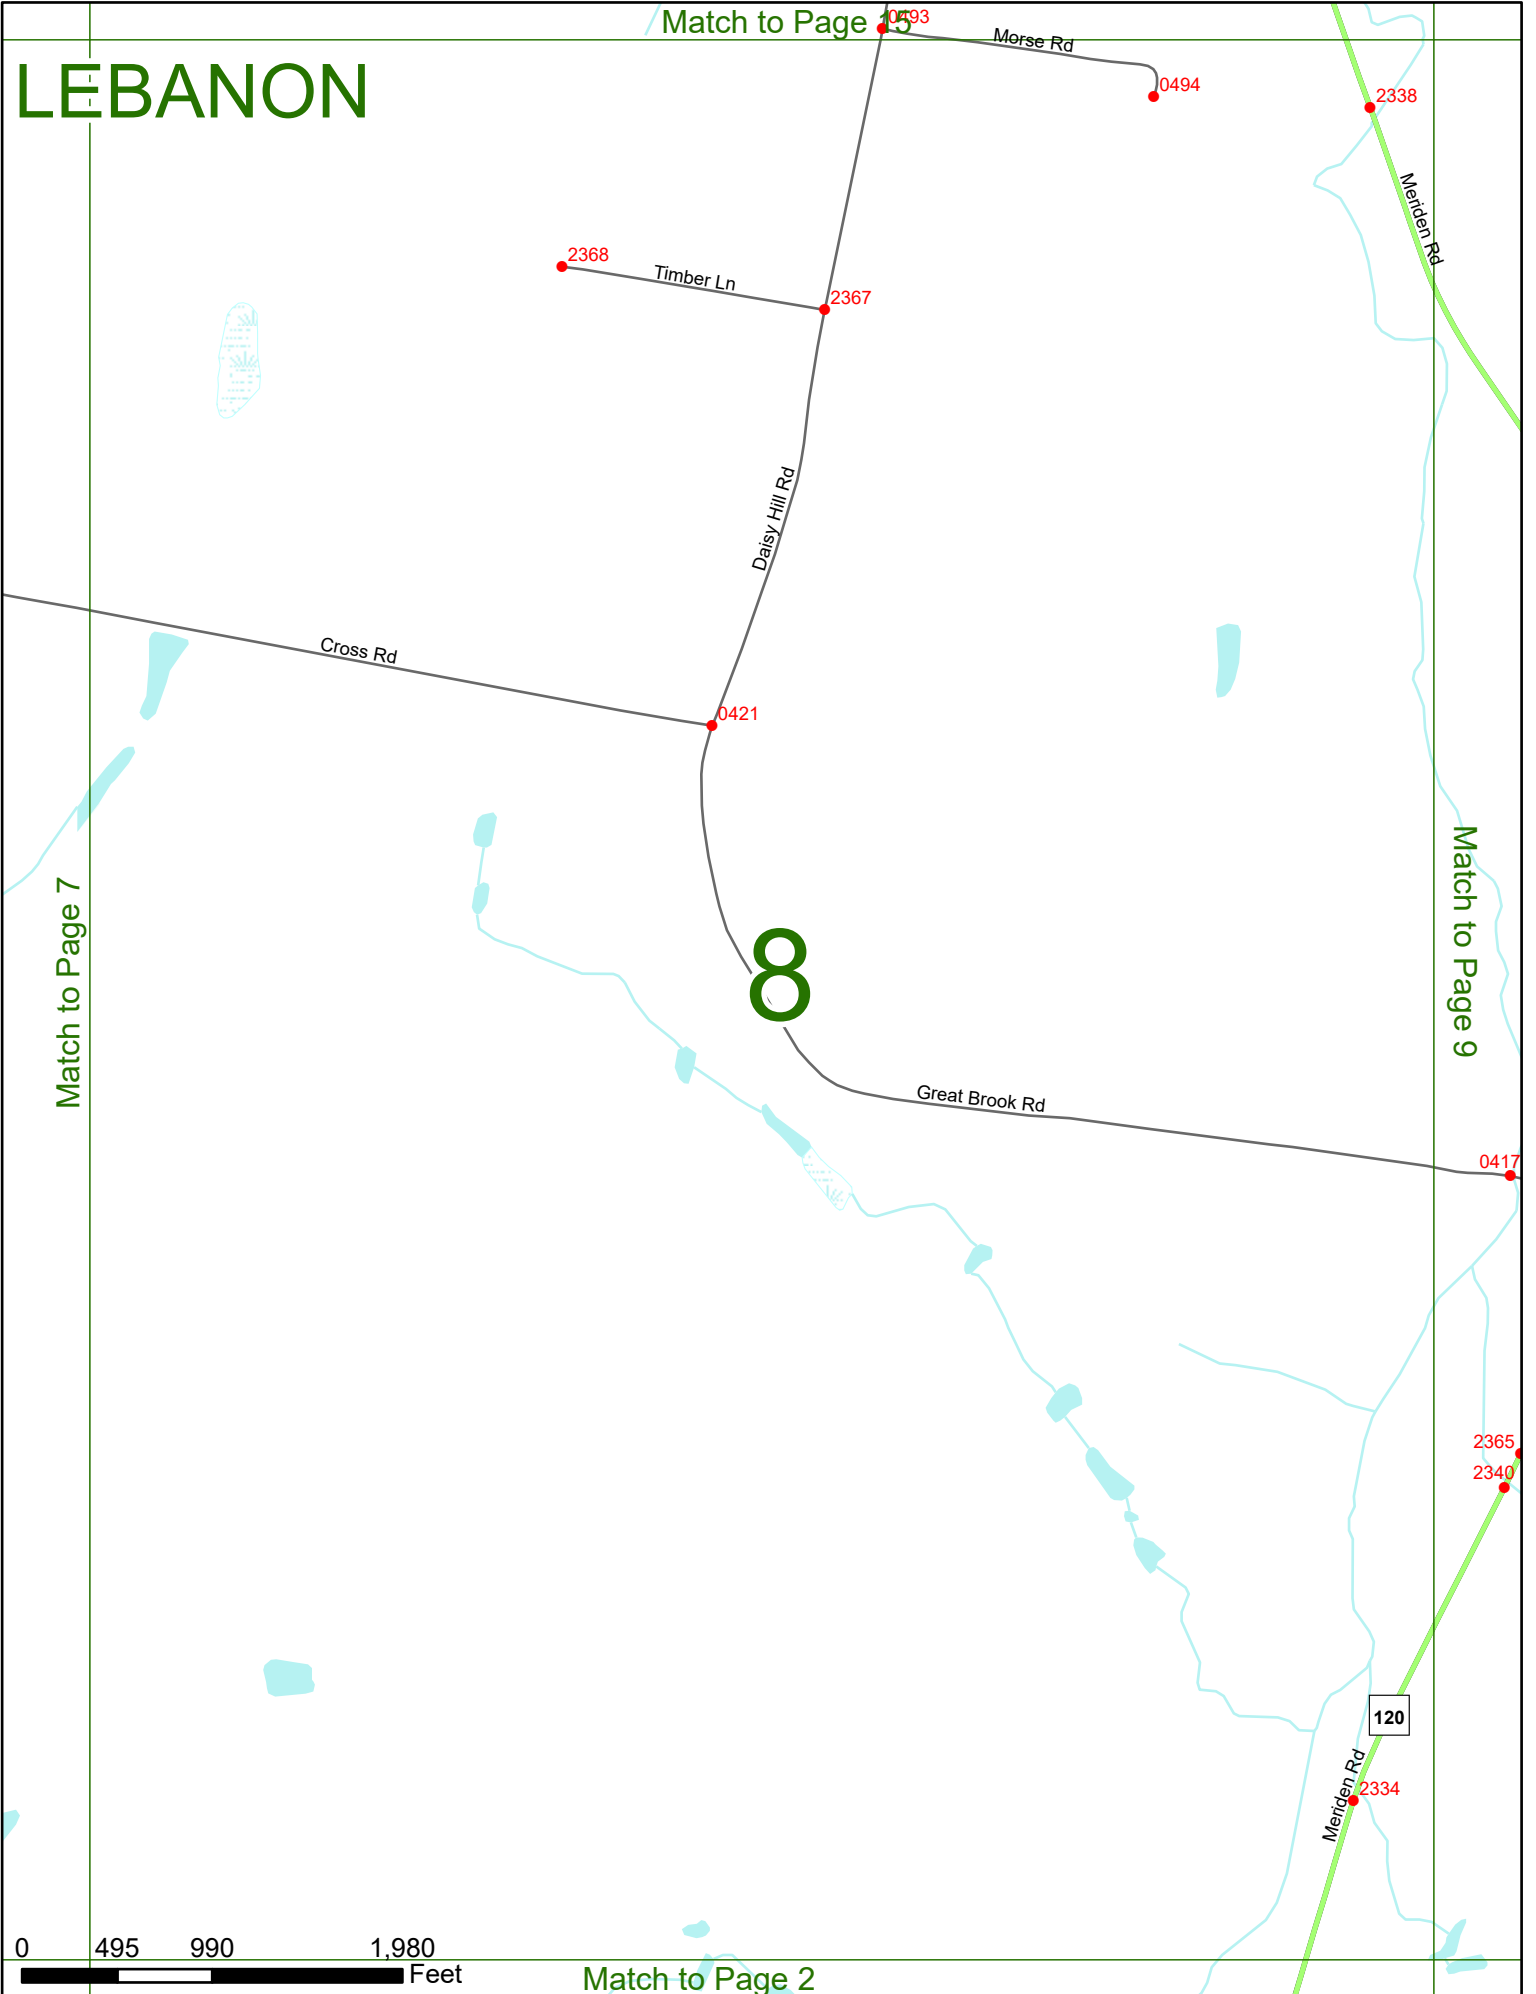 Match to Page 15
0493
Morse Rd
LEBANON
0494
2338
Meriden Rd
2368
Timber Ln
2367
Daisy Hill Rd
Cross Rd
0421
Match to Page 7
Match to Page 9
8
Great Brook Rd
0417
2365
2340
120
Meriden Rd
2334
0 495 990 1,980
Feet
Match to Page 2